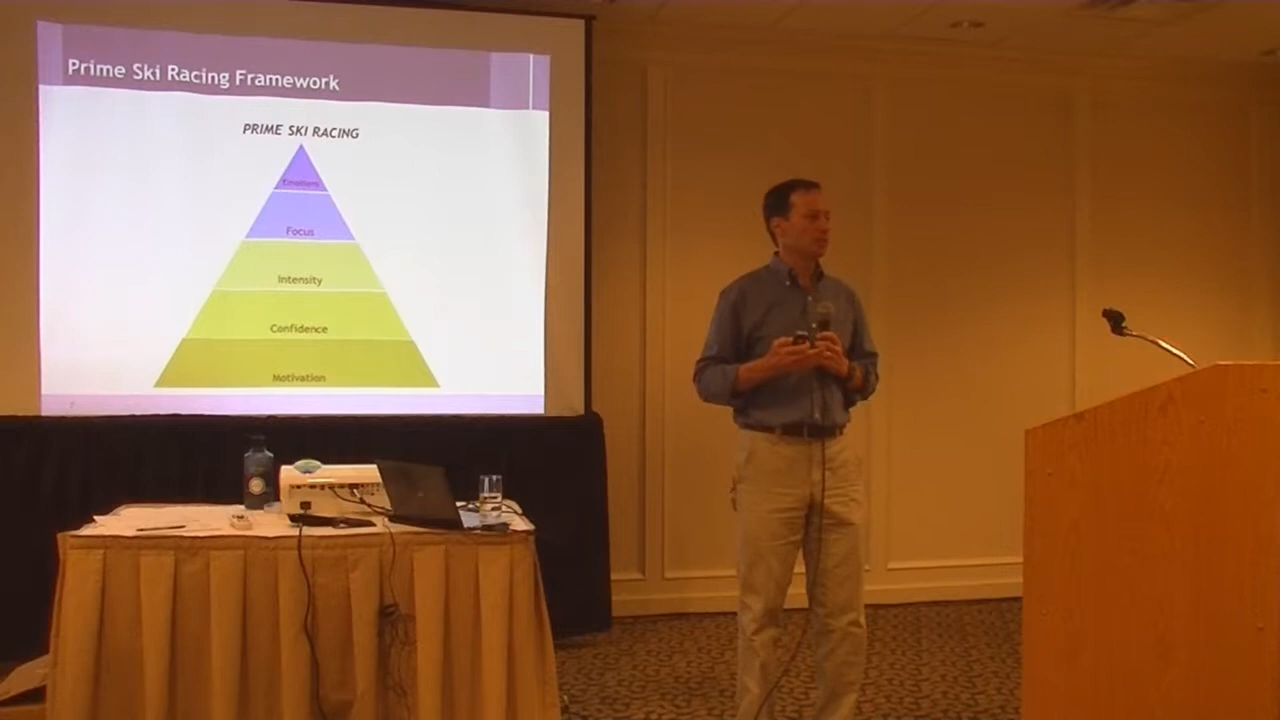 Prime Ski Racing Framework
PRIME SKI RACING
Emotions
Focus
Intensity
Confidence
Motivation